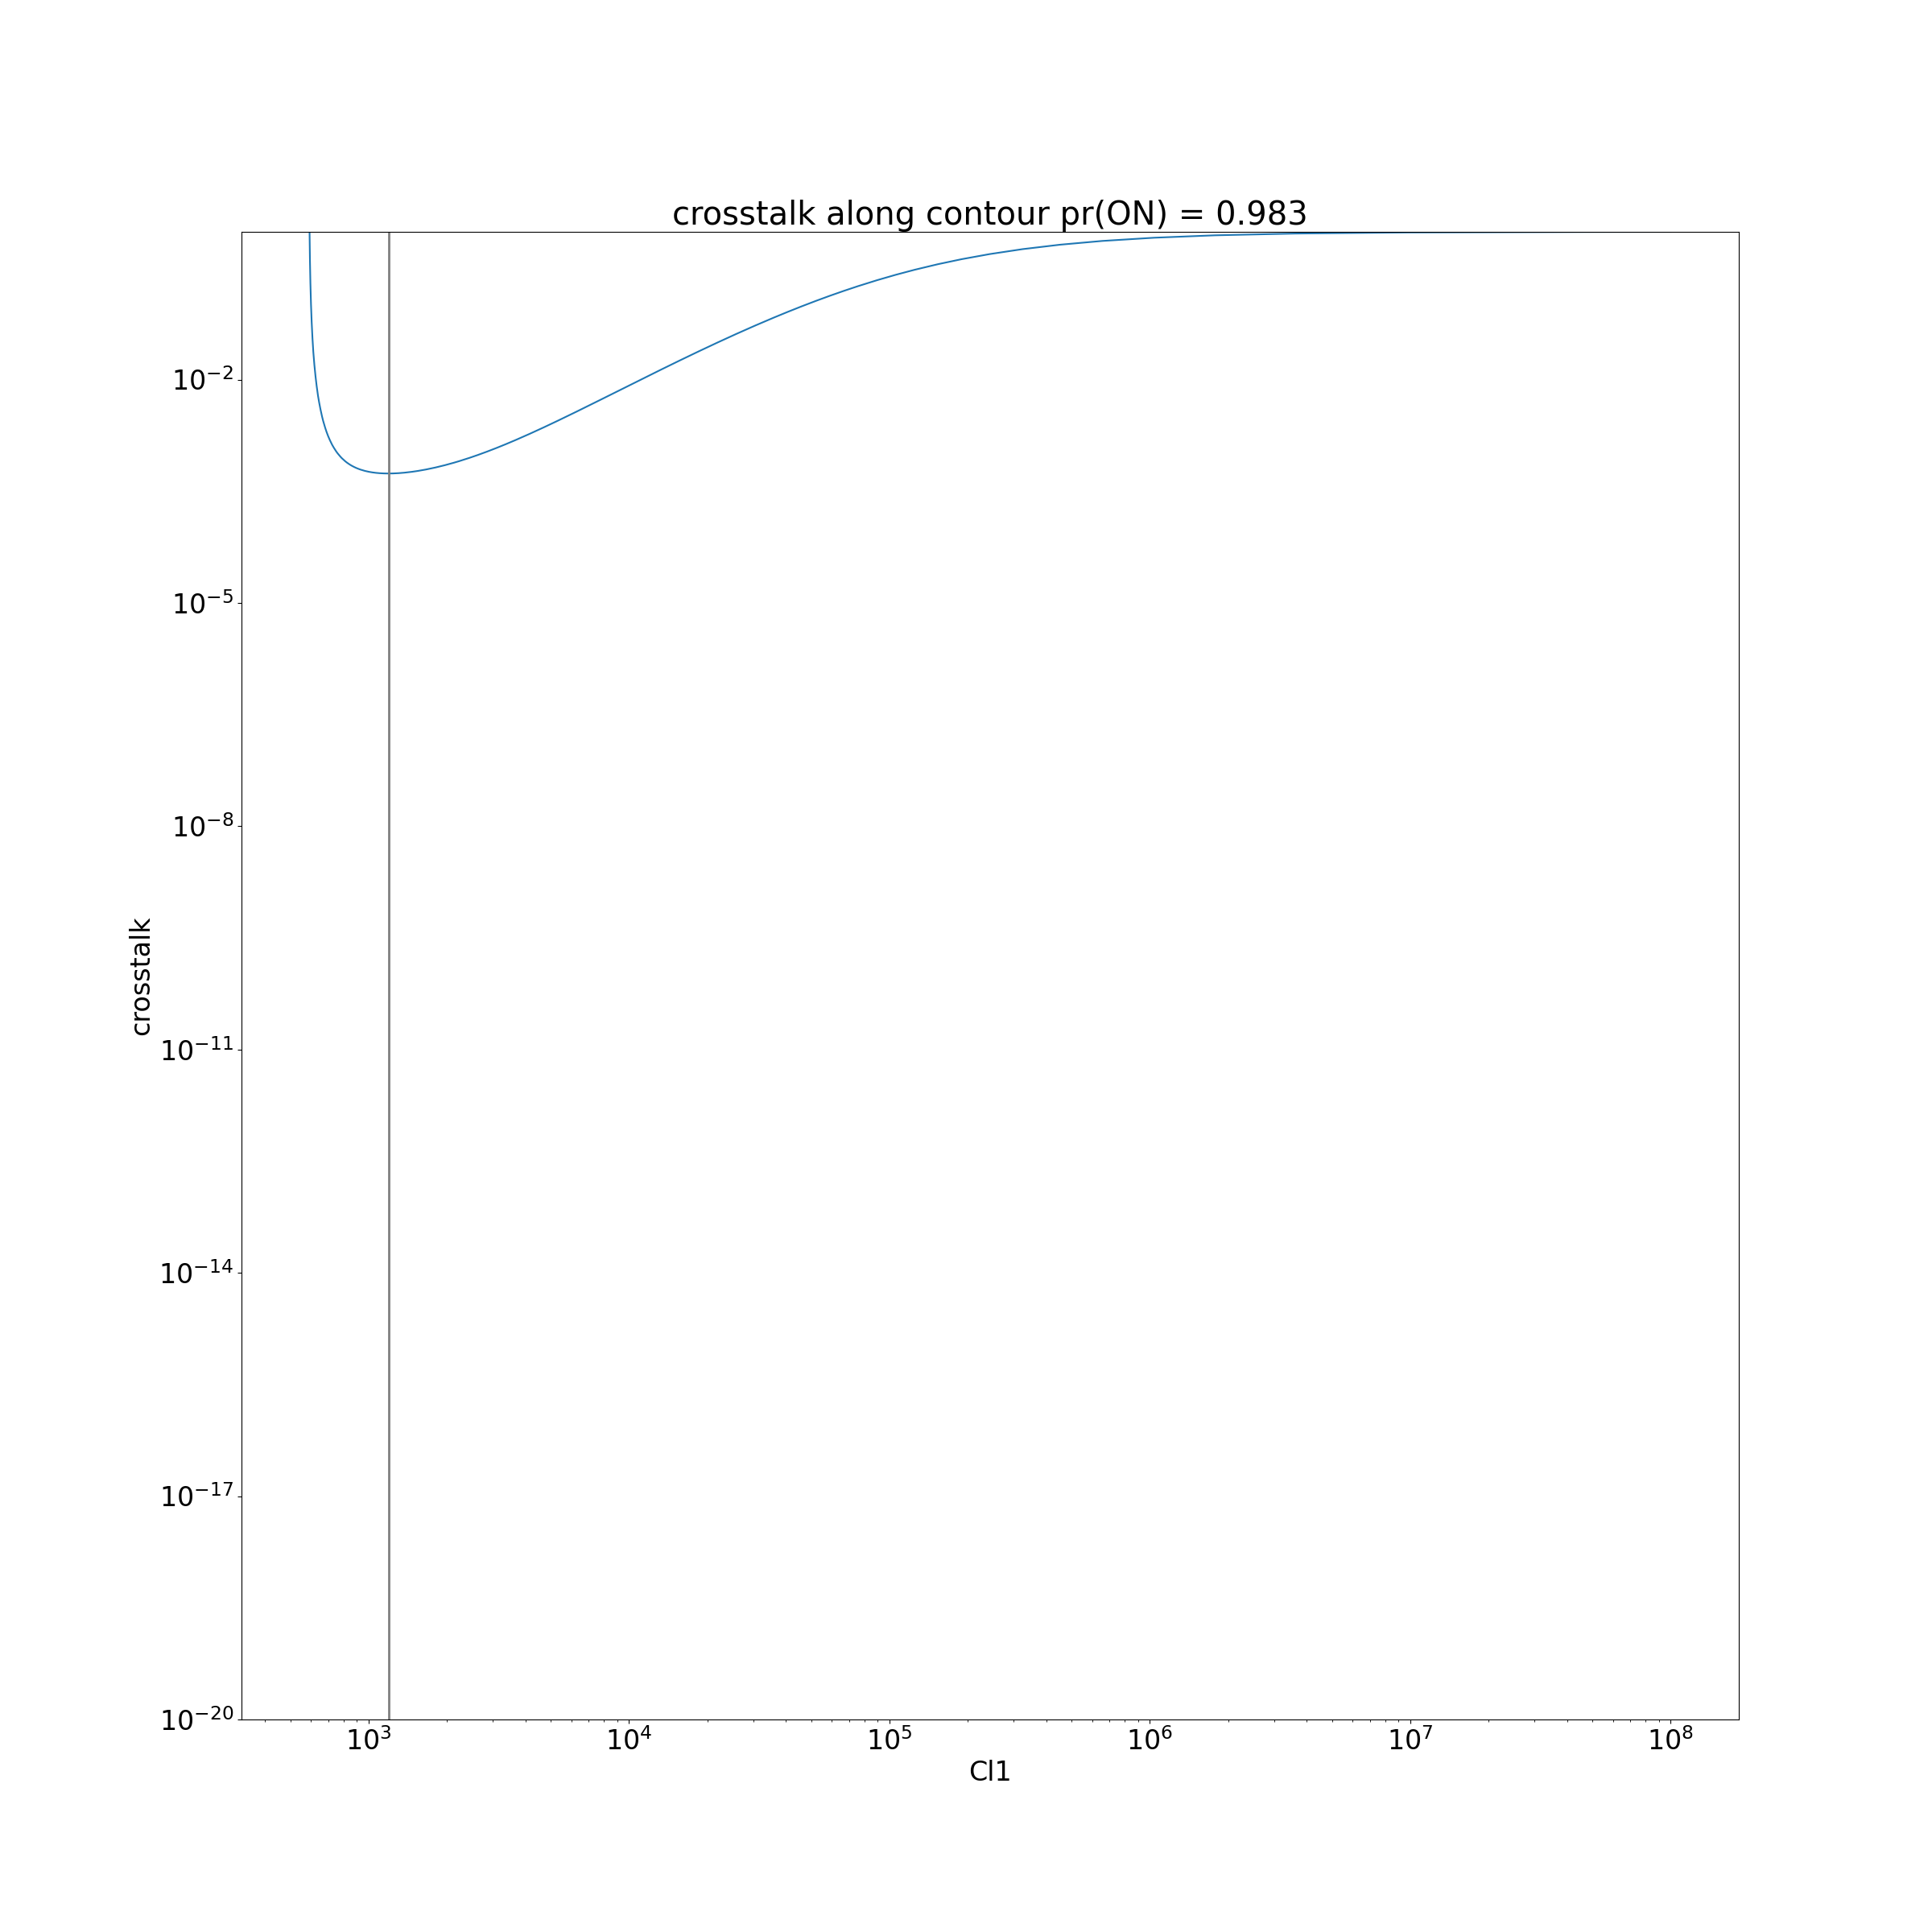 crosstalk along contour pr(ON) = 0.983
10⁻²
10⁻⁵
10⁻⁸
10⁻¹¹
10⁻¹⁴
10⁻¹⁷
10⁻²⁰
crosstalk
10³ 10⁴ 10⁵ 10⁶ 10⁷ 10⁸
Cl1